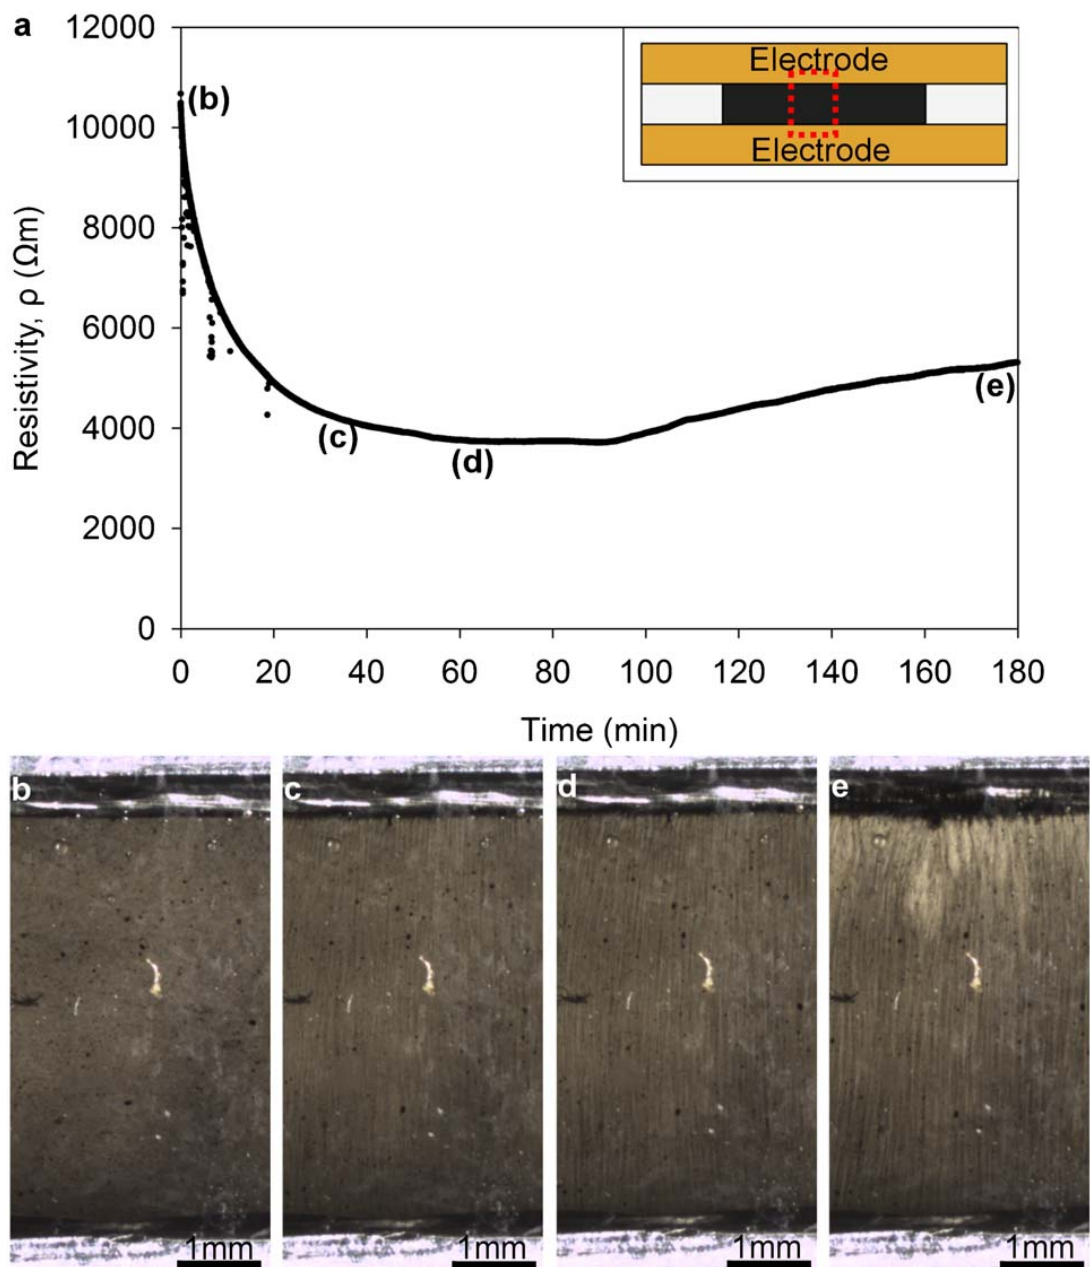 a
12000
10000
8000
6000
4000
2000
0
Resistivity, ρ (Ωm)
(b)
(c)
(d)
(e)
Electrode
Electrode
0 20 40 60 80 100 120 140 160 180
Time (min)
b c d e
1mm 1mm 1mm 1mm